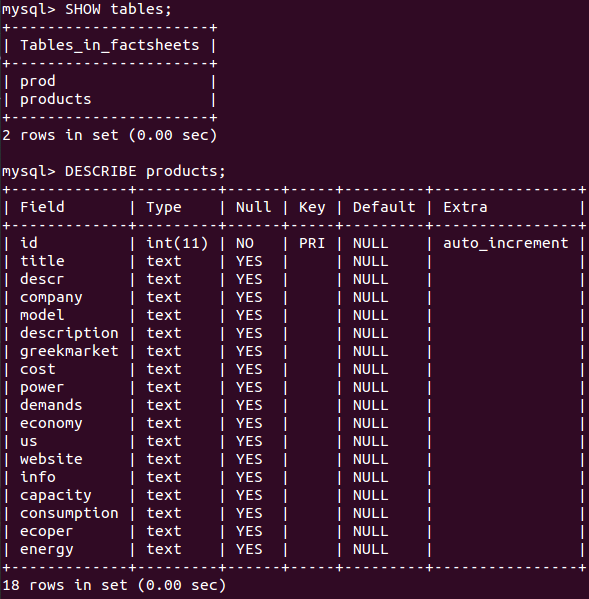 mysql> SHOW tables;
+----------------------+
| Tables_in_factsheets |
+----------------------+
| prod                 |
| products             |
+----------------------+
2 rows in set (0.00 sec)

mysql> DESCRIBE products;
+-------------+---------+------+-----+---------+----------------+
| Field       | Type    | Null | Key | Default | Extra          |
+-------------+---------+------+-----+---------+----------------+
| id          | int(11) | NO   | PRI | NULL    | auto_increment |
| title       | text    | YES  |     | NULL    |                |
| descr       | text    | YES  |     | NULL    |                |
| company     | text    | YES  |     | NULL    |                |
| model       | text    | YES  |     | NULL    |                |
| description | text    | YES  |     | NULL    |                |
| greekmarket | text    | YES  |     | NULL    |                |
| cost        | text    | YES  |     | NULL    |                |
| power       | text    | YES  |     | NULL    |                |
| demands     | text    | YES  |     | NULL    |                |
| economy     | text    | YES  |     | NULL    |                |
| us          | text    | YES  |     | NULL    |                |
| website     | text    | YES  |     | NULL    |                |
| info        | text    | YES  |     | NULL    |                |
| capacity    | text    | YES  |     | NULL    |                |
| consumption | text    | YES  |     | NULL    |                |
| ecoper      | text    | YES  |     | NULL    |                |
| energy      | text    | YES  |     | NULL    |                |
+-------------+---------+------+-----+---------+----------------+
18 rows in set (0.00 sec)